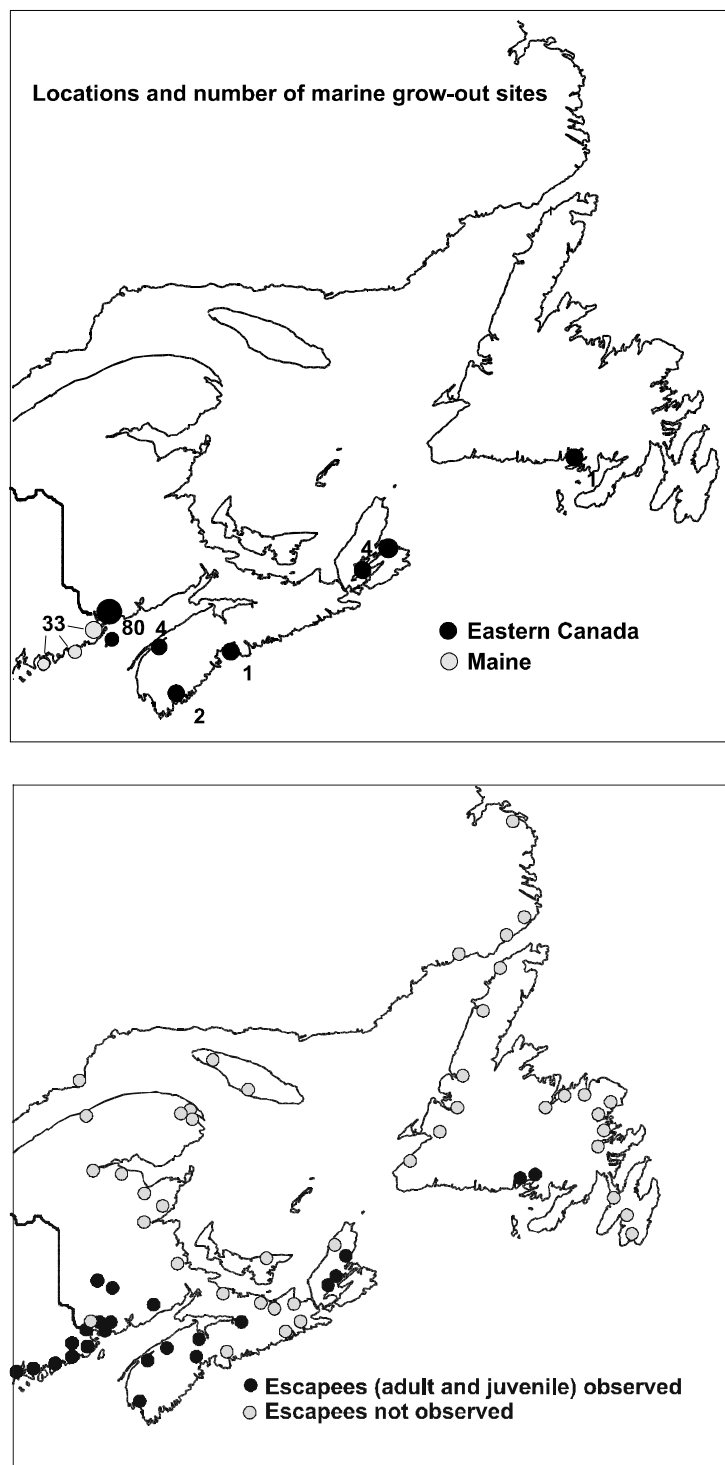 Locations and number of marine grow-out sites
1
4
33
80
4
Eastern Canada
Maine
1
2
Escapees (adult and juvenile) observed
Escapees not observed